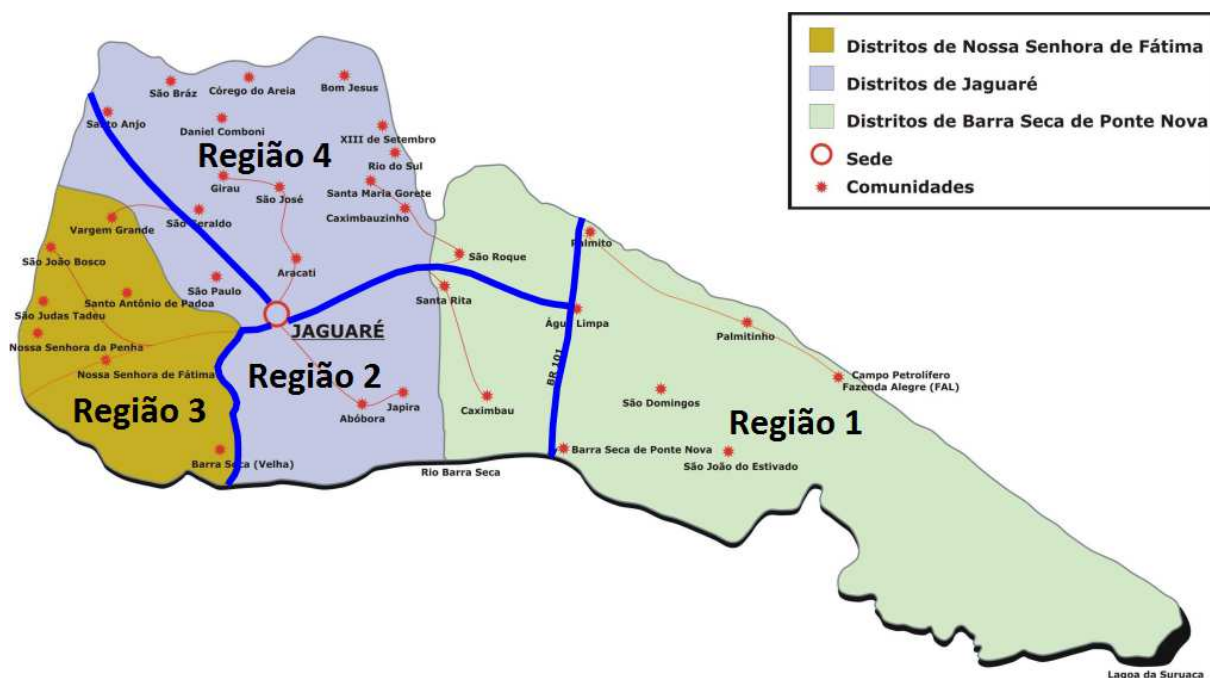 Distritos de Nossa Senhora de Fátima
Distritos de Jaguaré
Distritos de Barra Seca de Ponte Nova
Sede
Comunidades
São Bráz
Córrego do Areia
Bom Jesus
Santo Anjo
Daniel Comboni
XIII de Setembro
Região 4
Rio do Sul
Girau
São José
Santa Maria Gorete
Caximbauzinho
São Geraldo
Vargem Grande
São João Bosco
São Roque
Palmito
Aracati
São Paulo
Santa Rita
Santo Antônio de Padoa
São Judas Tadeu
JAGUARÉ
Água Limpa
Palmitinho
Nossa Senhora da Penha
Nossa Senhora de Fátima
Região 2
BR 101
Campo Petrolífero
Fazenda Alegre (FAL)
Região 3
Abóbora
Japira
Caximbau
São Domingos
Região 1
Barra Seca (Velha)
Rio Barra Seca
Barra Seca de Ponte Nova
São João do Estivado
Lagoa da Suruaca